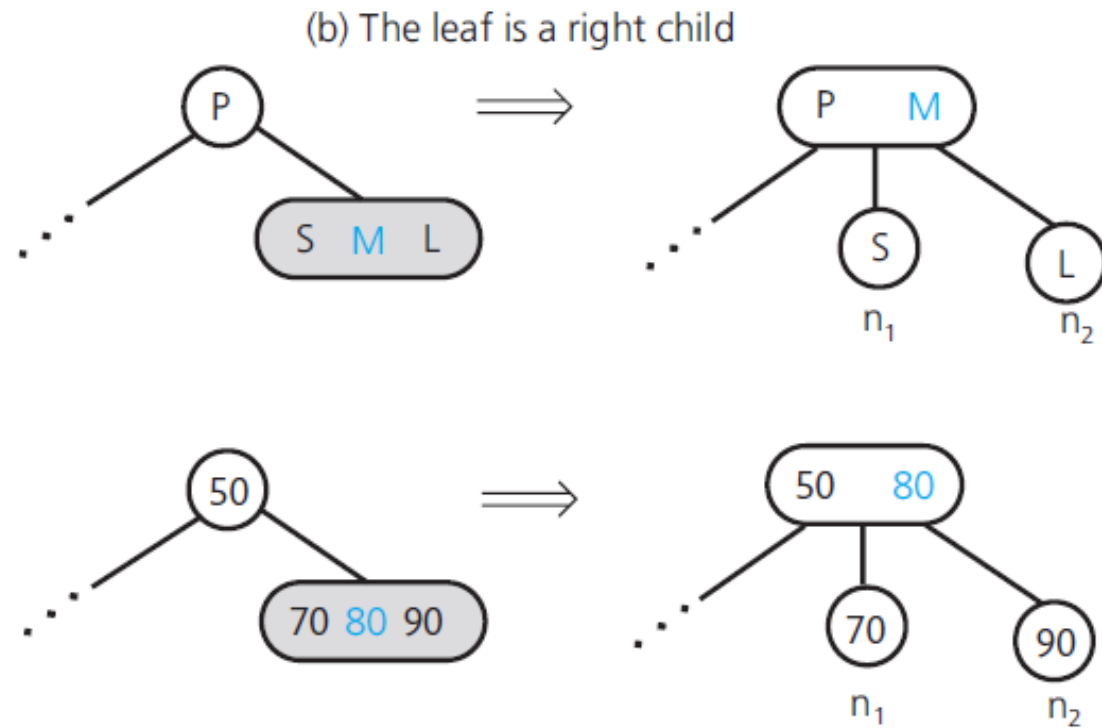 (b) The leaf is a right child
P
P M
S M L
S
L
n₁
n₂
50
50 80
70 80 90
70
90
n₁
n₂